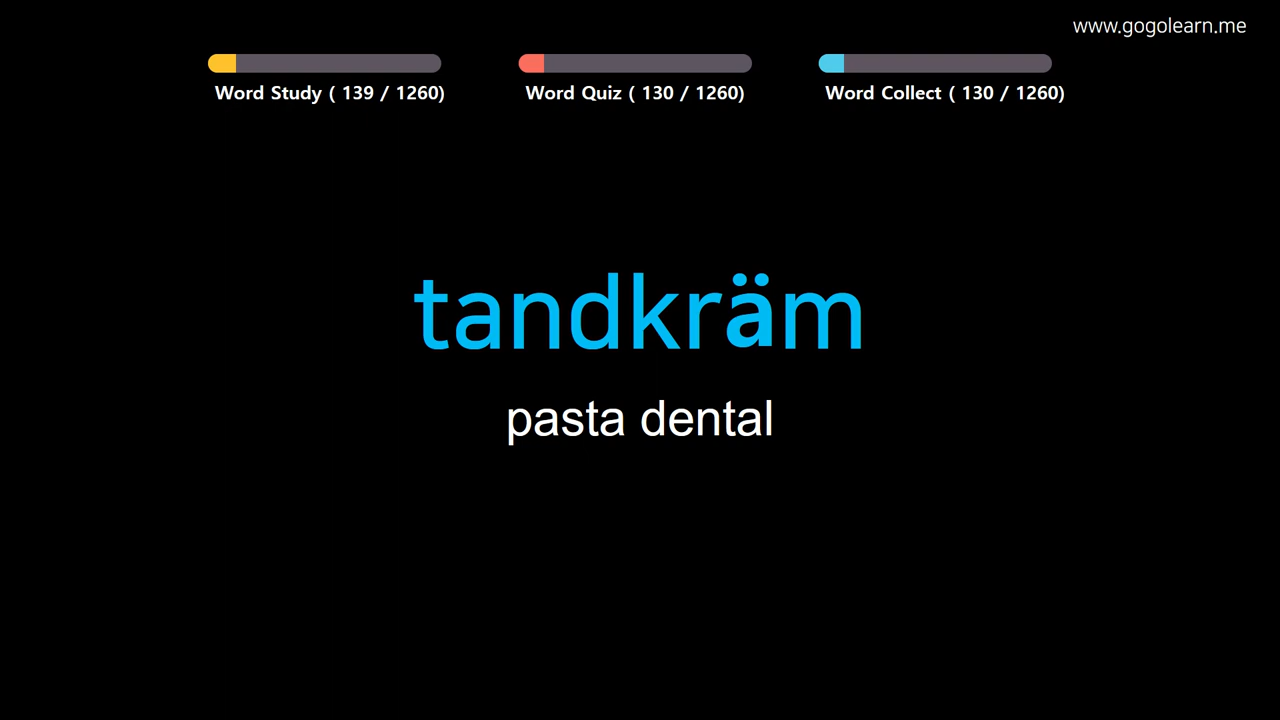 www.gogolearn.me
Word Study ( 139 / 1260)
Word Quiz ( 130 / 1260)
Word Collect ( 130 / 1260)
tandkräm
pasta dental